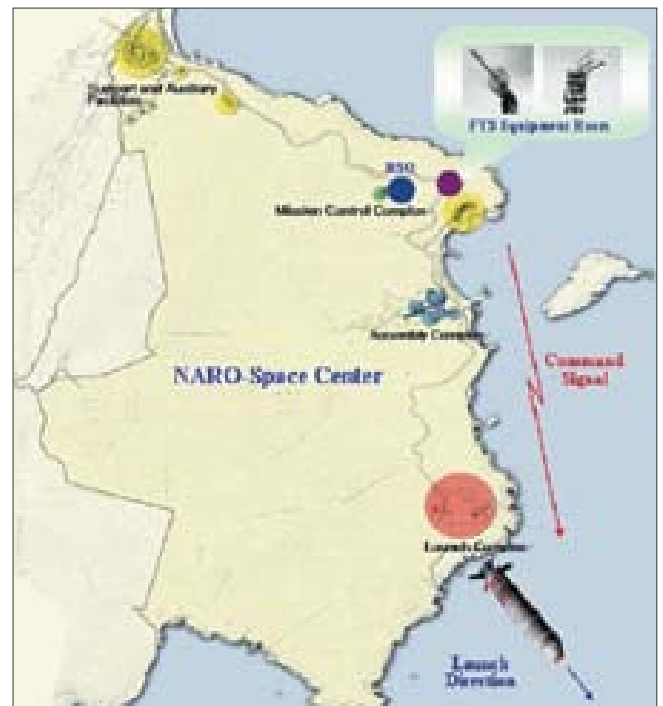 Support and Auxiliary
Facilities
FTS Equipment Room
RSO
Mission Control Complex
Assembly Complex
NARO-Space Center
Command
Signal
Launch Complex
Launch
Direction